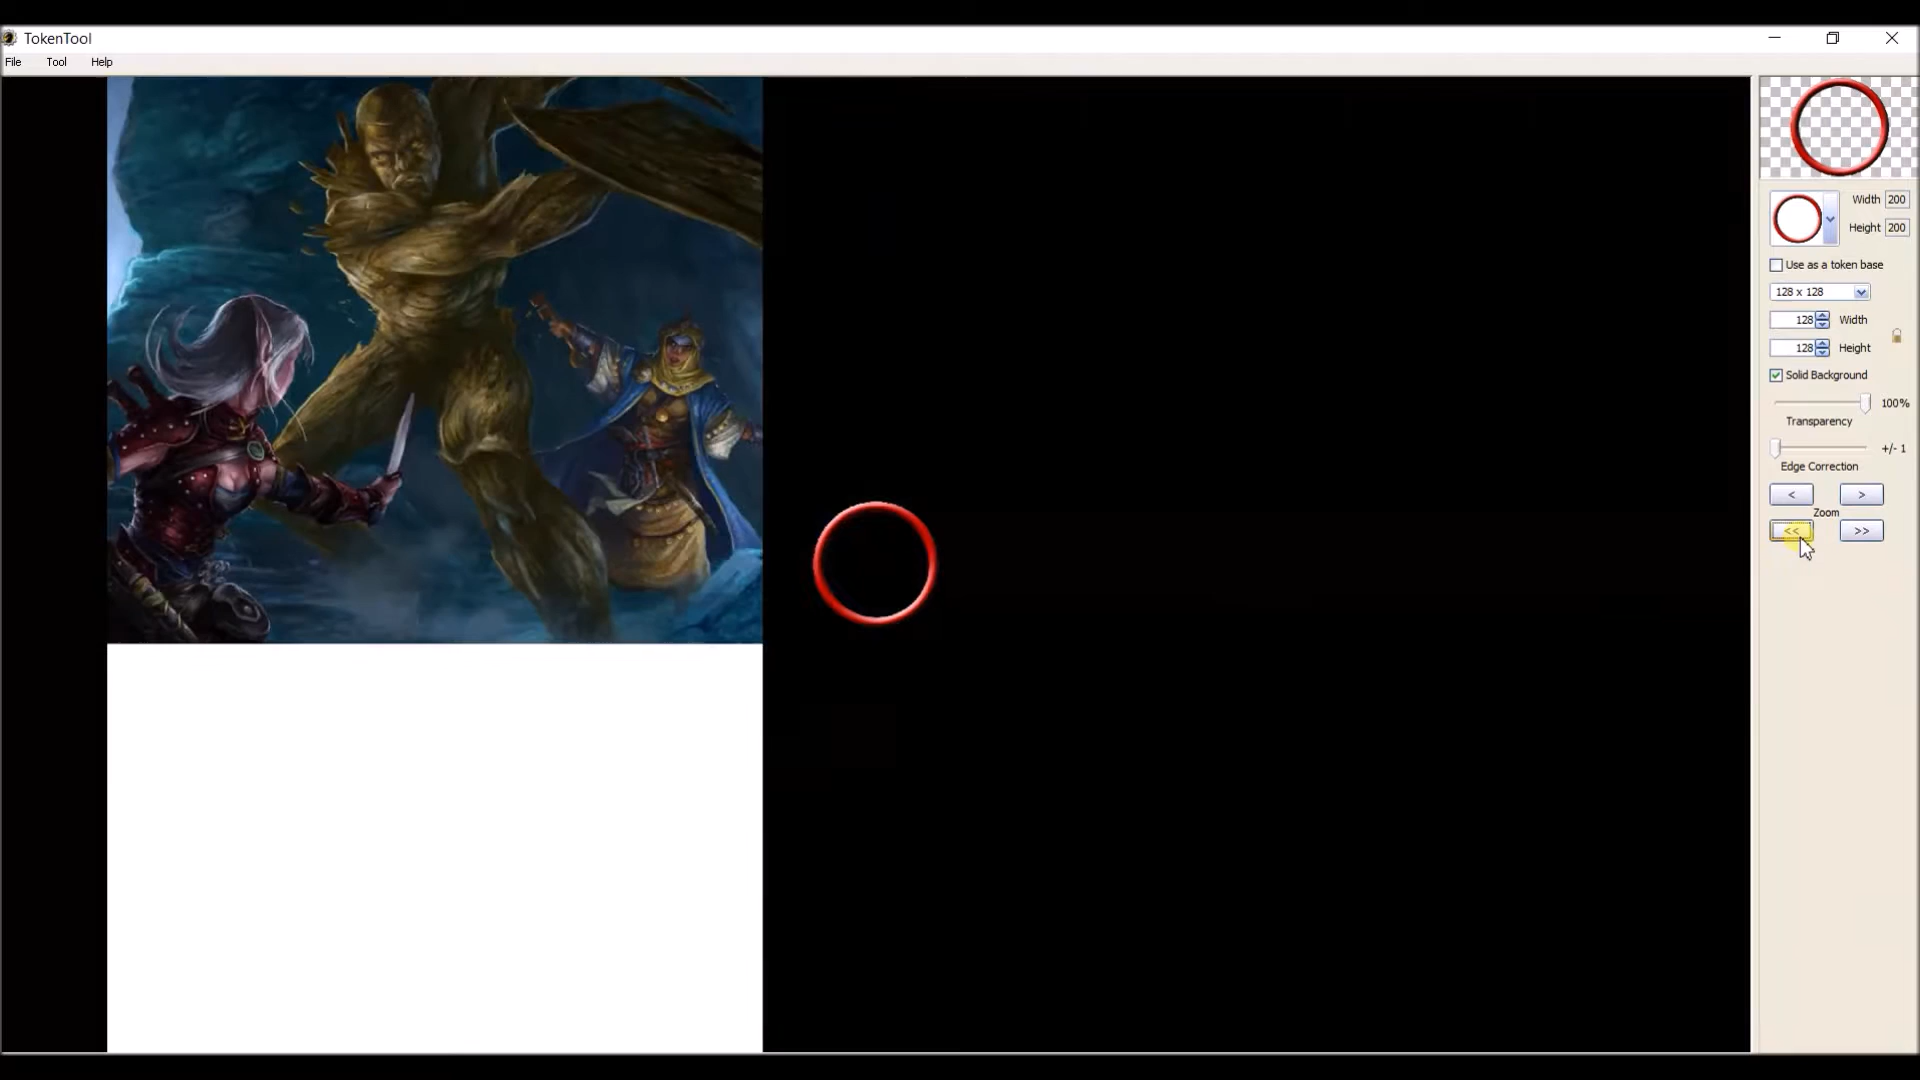 TokenTool
File Tool Help
Width 200
Height 200
Use as a token base
128 x 128
128 Width
128 Height
Solid Background
100%
Transparency
+/- 1
Edge Correction
< >
Zoom
<< >>